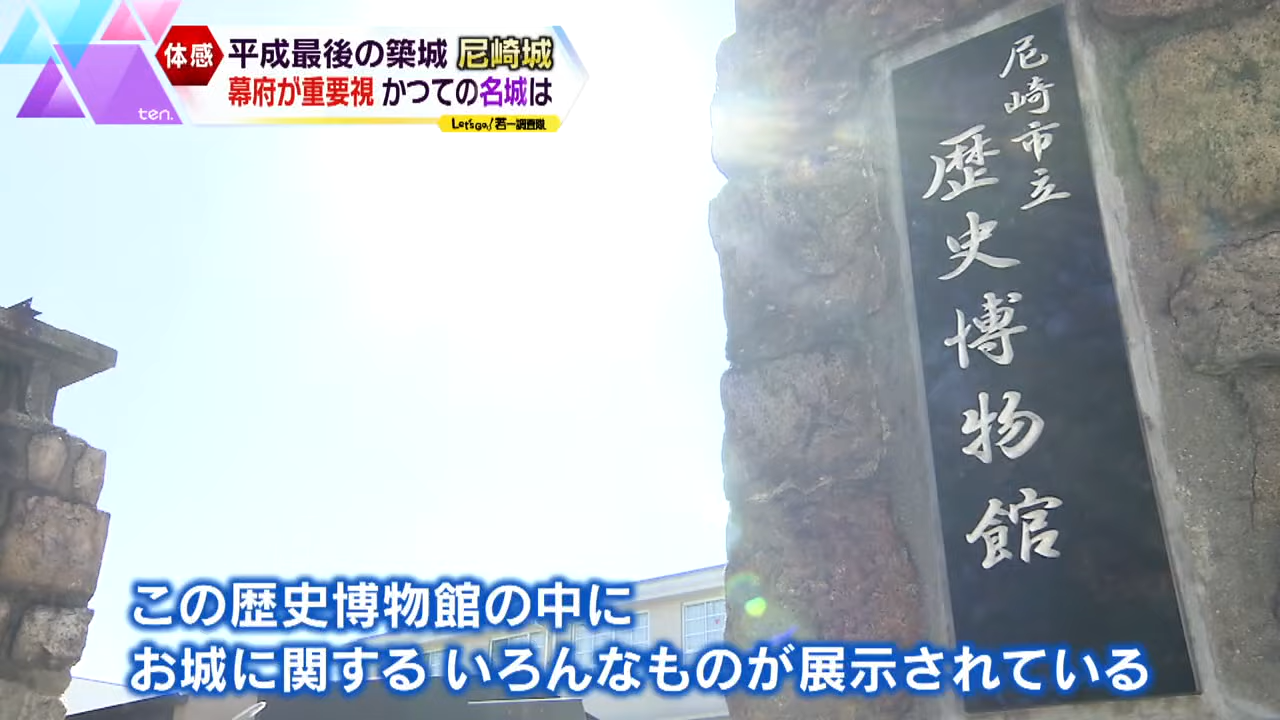 体感
平成最後の築城 尼崎城
幕府が重要視 かつての名城は
Let's Go! 若一調査隊
ten.
尼崎市立
歴史博物館
この歴史博物館の中に
お城に関する いろんなものが展示されている